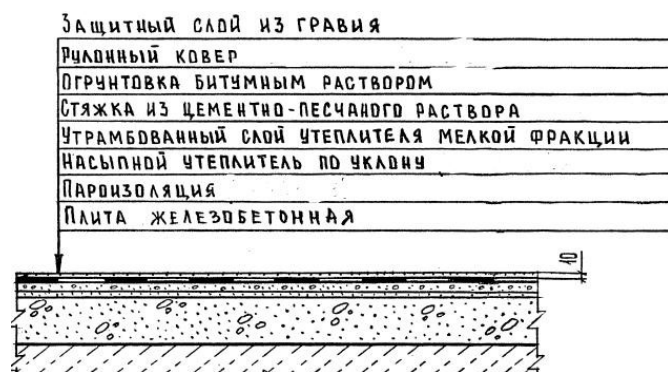 Защитный слой из гравия
Рулонный ковер
Огрунтовка битумным раствором
Стяжка из цементно-песчаного раствора
Утрамбованный слой утеплителя мелкой фракции
Насыпной утеплитель по уклону
Пароизоляция
Плита железобетонная
10